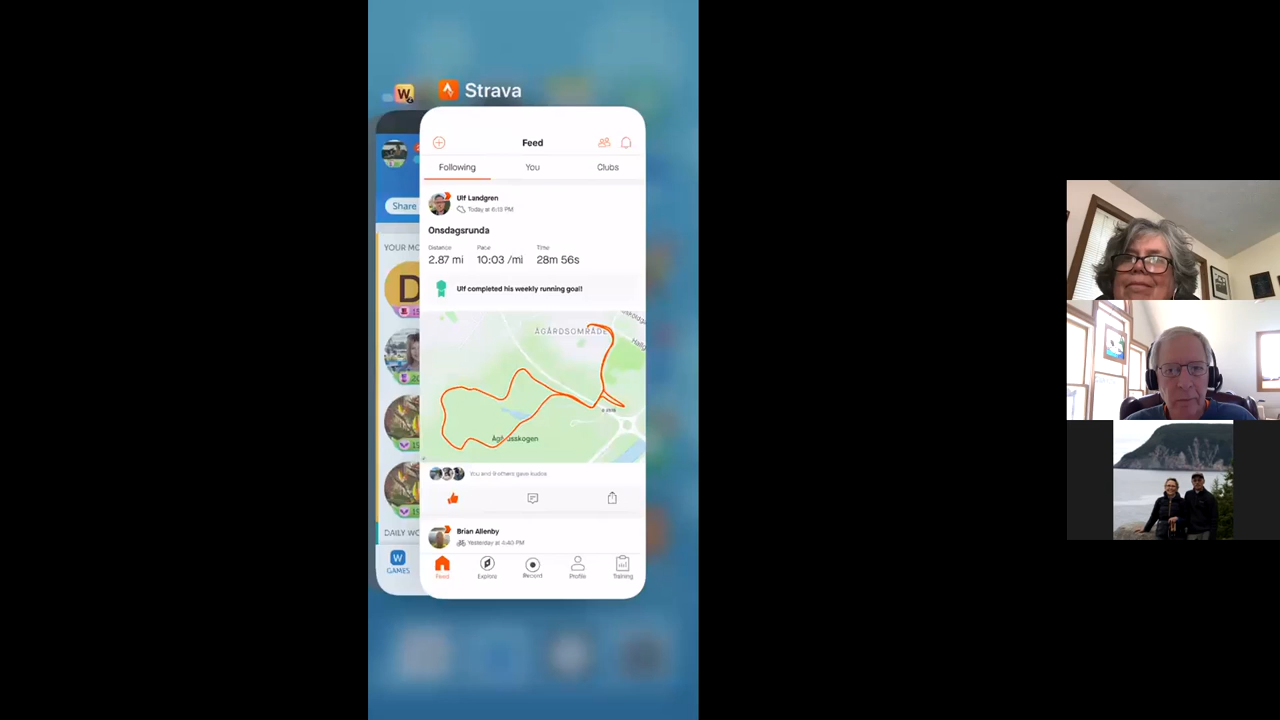 W
Strava
Feed
Following You Clubs
Share
Ulf Landgren
Today at 6:13 PM
Onsdagsrunda
YOUR MO
Distance Pace Time
2.87 mi 10:03 /mi 28m 56s
D
Ulf completed his weekly running goal!
ÅGÅRDSOMRÅDE
Hallg
Ågårdsskogen
You and 9 others gave kudos
Brian Allenby
Yesterday at 4:40 PM
DAILY WO
W
GAMES
Feed Explore Record Profile Training